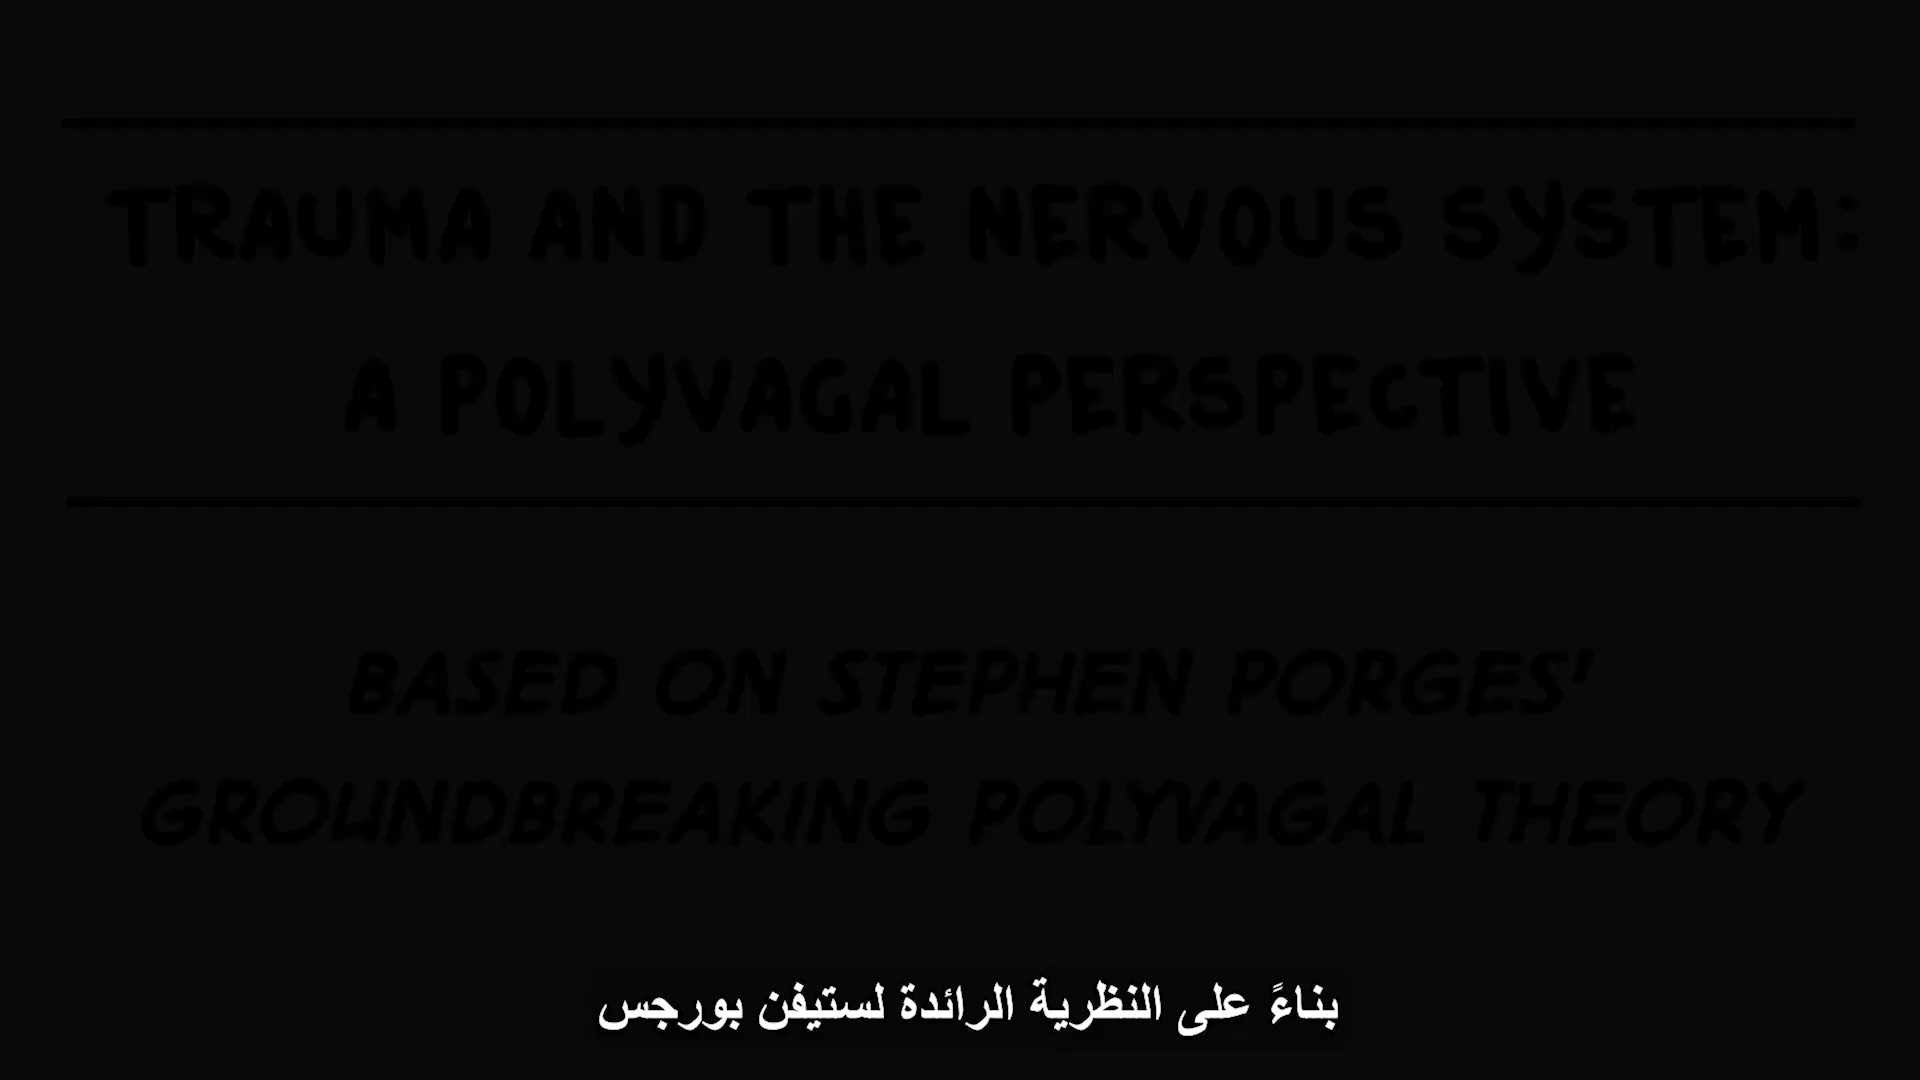 TRAUMA AND THE NERVOUS SYSTEM:
A POLYVAGAL PERSPECTIVE
BASED ON STEPHEN PORGES'
GROUNDBREAKING POLYVAGAL THEORY
بناءً على النظرية الرائدة لستيفن بورجس